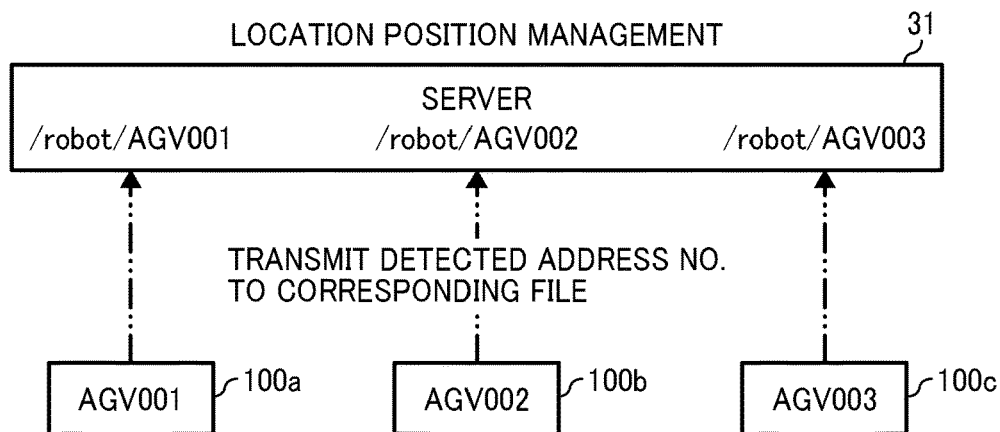 LOCATION POSITION MANAGEMENT
31
SERVER
/robot/AGV001 /robot/AGV002 /robot/AGV003
TRANSMIT DETECTED ADDRESS NO.
TO CORRESPONDING FILE
AGV001 100a AGV002 100b AGV003 100c